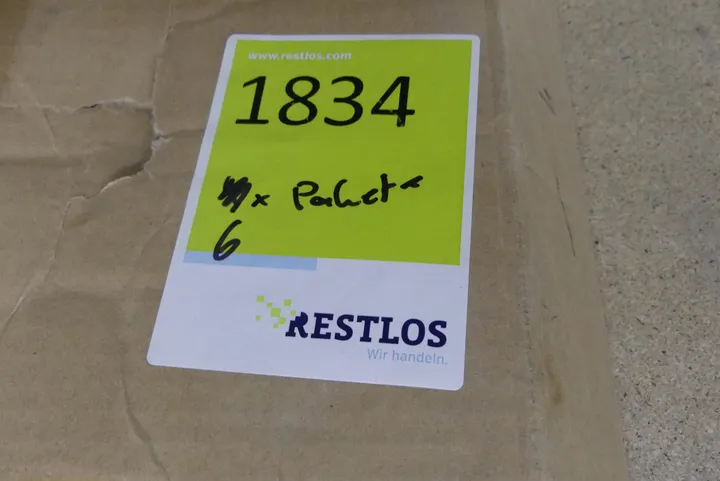 www.restlos.com
1834
x Pakete
6
RESTLOS
Wir handeln.